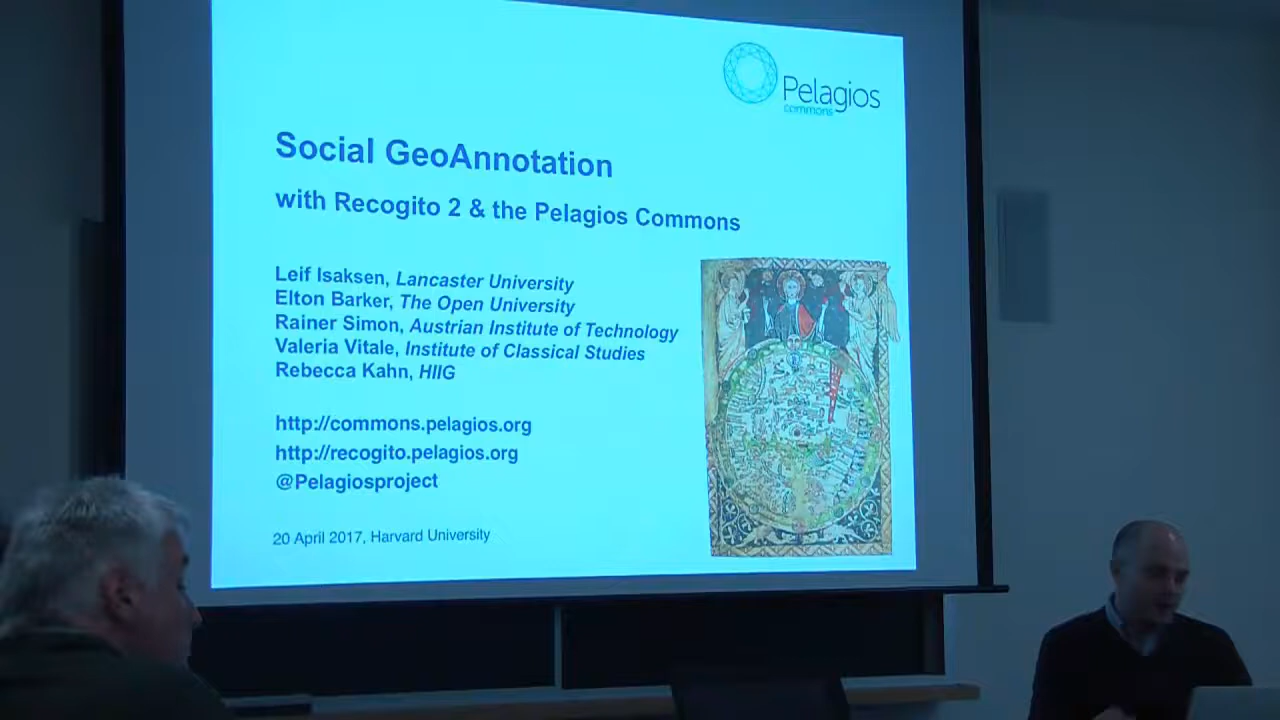 Pelagios
commons
Social GeoAnnotation
with Recogito 2 & the Pelagios Commons
Leif Isaksen, Lancaster University
Elton Barker, The Open University
Rainer Simon, Austrian Institute of Technology
Valeria Vitale, Institute of Classical Studies
Rebecca Kahn, HIIG
http://commons.pelagios.org
http://recogito.pelagios.org
@Pelagiosproject
20 April 2017, Harvard University